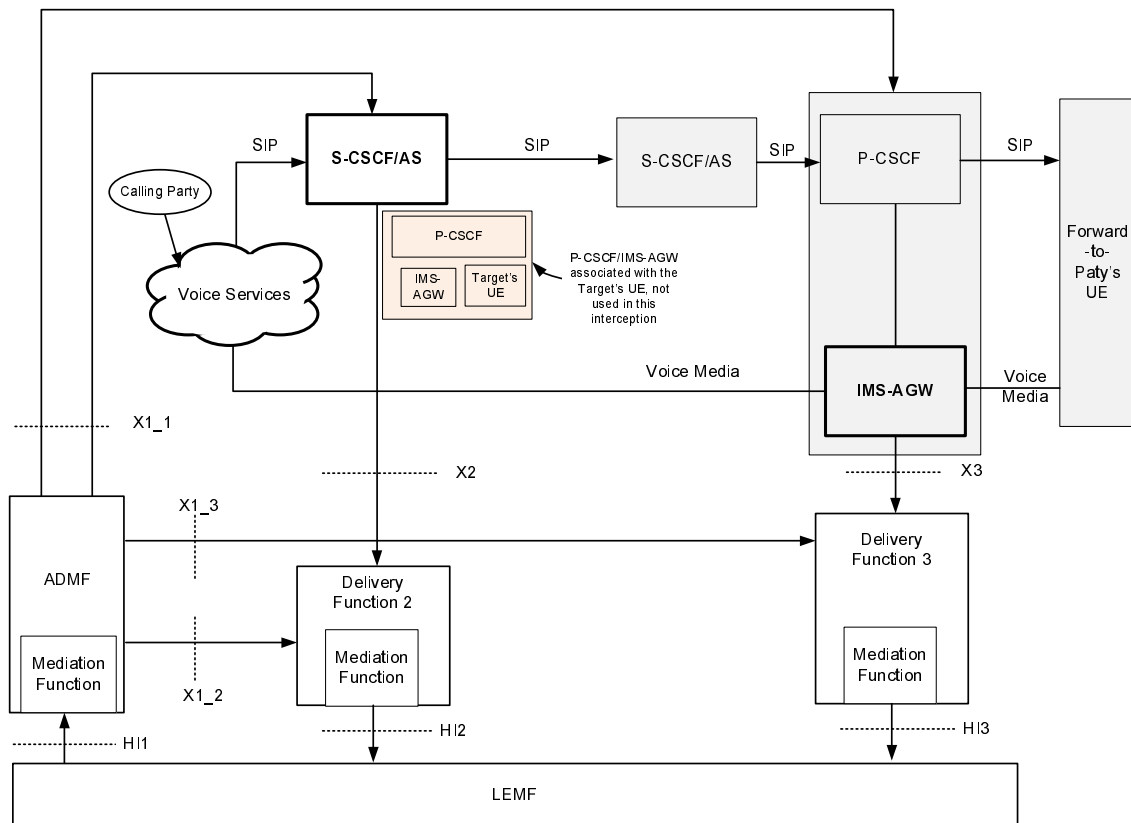 SIP
S-CSCF/AS
SIP
S-CSCF/AS
SIP
P-CSCF
SIP
Calling Party
Voice Services
P-CSCF
IMS-
AGW
Target's
UE
P-CSCF/IMS-AGW
associated with the
Target's UE, not
used in this
interception
Forward
-to-
Paty's
UE
Voice Media
IMS-AGW
Voice
Media
X1_1
X2
X3
X1_3
ADMF
Mediation
Function
X1_2
Delivery
Function 2
Mediation
Function
Delivery
Function 3
Mediation
Function
HI1
HI2
HI3
LEMF